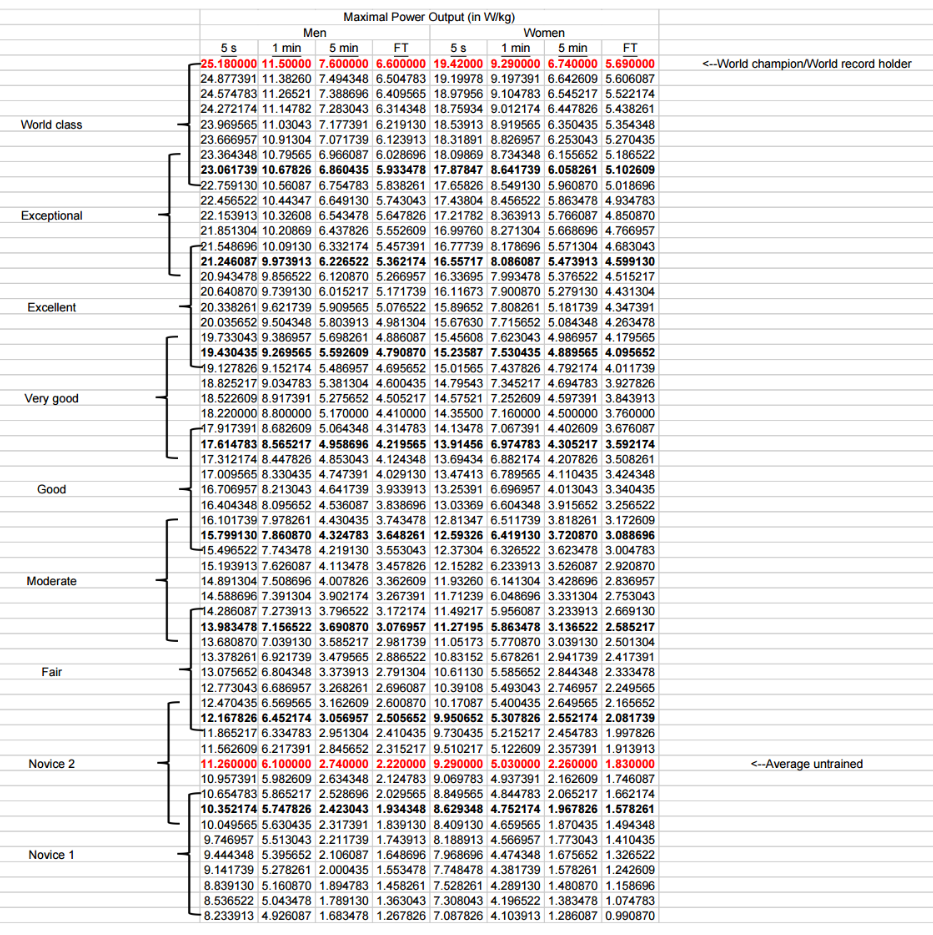 Maximal Power Output (in W/kg)
Men Women
5 s 1 min 5 min FT 5 s 1 min 5 min FT
25.180000 11.50000 7.600000 6.600000 19.42000 9.290000 6.740000 5.690000 <--World champion/World record holder
24.877391 11.38260 7.494348 6.504783 19.19978 9.197391 6.642609 5.606087
24.574783 11.26521 7.388696 6.409565 18.97956 9.104783 6.545217 5.522174
24.272174 11.14782 7.283043 6.314348 18.75934 9.012174 6.447826 5.438261
World class 23.969565 11.03043 7.177391 6.219130 18.53913 8.919565 6.350435 5.354348
23.666957 10.91304 7.071739 6.123913 18.31891 8.826957 6.253043 5.270435
23.364348 10.79565 6.966087 6.028696 18.09869 8.734348 6.155652 5.186522
23.061739 10.67826 6.860435 5.933478 17.87847 8.641739 6.058261 5.102609
22.759130 10.56087 6.754783 5.838261 17.65826 8.549130 5.960870 5.018696
22.456522 10.44347 6.649130 5.743043 17.43804 8.456522 5.863478 4.934783
Exceptional 22.153913 10.32608 6.543478 5.647826 17.21782 8.363913 5.766087 4.850870
21.851304 10.20869 6.437826 5.552609 16.99760 8.271304 5.668696 4.766957
21.548696 10.09130 6.332174 5.457391 16.77739 8.178696 5.571304 4.683043
21.246087 9.973913 6.226522 5.362174 16.55717 8.086087 5.473913 4.599130
20.943478 9.856522 6.120870 5.266957 16.33695 7.993478 5.376522 4.515217
20.640870 9.739130 6.015217 5.171739 16.11673 7.900870 5.279130 4.431304
Excellent 20.338261 9.621739 5.909565 5.076522 15.89652 7.808261 5.181739 4.347391
20.035652 9.504348 5.803913 4.981304 15.67630 7.715652 5.084348 4.263478
19.733043 9.386957 5.698261 4.886087 15.45608 7.623043 4.986957 4.179565
19.430435 9.269565 5.592609 4.790870 15.23587 7.530435 4.889565 4.095652
19.127826 9.152174 5.486957 4.695652 15.01565 7.437826 4.792174 4.011739
18.825217 9.034783 5.381304 4.600435 14.79543 7.345217 4.694783 3.927826
Very good 18.522609 8.917391 5.275652 4.505217 14.57521 7.252609 4.597391 3.843913
18.220000 8.800000 5.170000 4.410000 14.35500 7.160000 4.500000 3.760000
17.917391 8.682609 5.064348 4.314783 14.13478 7.067391 4.402609 3.676087
17.614783 8.565217 4.958696 4.219565 13.91456 6.974783 4.305217 3.592174
17.312174 8.447826 4.853043 4.124348 13.69434 6.882174 4.207826 3.508261
17.009565 8.330435 4.747391 4.029130 13.47413 6.789565 4.110435 3.424348
Good 16.706957 8.213043 4.641739 3.933913 13.25391 6.696957 4.013043 3.340435
16.404348 8.095652 4.536087 3.838696 13.03369 6.604348 3.915652 3.256522
16.101739 7.978261 4.430435 3.743478 12.81347 6.511739 3.818261 3.172609
15.799130 7.860870 4.324783 3.648261 12.59326 6.419130 3.720870 3.088696
15.496522 7.743478 4.219130 3.553043 12.37304 6.326522 3.623478 3.004783
15.193913 7.626087 4.113478 3.457826 12.15282 6.233913 3.526087 2.920870
Moderate 14.891304 7.508696 4.007826 3.362609 11.93260 6.141304 3.428696 2.836957
14.588696 7.391304 3.902174 3.267391 11.71239 6.048696 3.331304 2.753043
14.286087 7.273913 3.796522 3.172174 11.49217 5.956087 3.233913 2.669130
13.983478 7.156522 3.690870 3.076957 11.27195 5.863478 3.136522 2.585217
13.680870 7.039130 3.585217 2.981739 11.05173 5.770870 3.039130 2.501304
13.378261 6.921739 3.479565 2.886522 10.83152 5.678261 2.941739 2.417391
Fair 13.075652 6.804348 3.373913 2.791304 10.61130 5.585652 2.844348 2.333478
12.773043 6.686957 3.268261 2.696087 10.39108 5.493043 2.746957 2.249565
12.470435 6.569565 3.162609 2.600870 10.17087 5.400435 2.649565 2.165652
12.167826 6.452174 3.056957 2.505652 9.950652 5.307826 2.552174 2.081739
11.865217 6.334783 2.951304 2.410435 9.730435 5.215217 2.454783 1.997826
11.562609 6.217391 2.845652 2.315217 9.510217 5.122609 2.357391 1.913913
Novice 2 11.260000 6.100000 2.740000 2.220000 9.290000 5.030000 2.260000 1.830000 <--Average untrained
10.957391 5.982609 2.634348 2.124783 9.069783 4.937391 2.162609 1.746087
10.654783 5.865217 2.528696 2.029565 8.849565 4.844783 2.065217 1.662174
10.352174 5.747826 2.423043 1.934348 8.629348 4.752174 1.967826 1.578261
10.049565 5.630435 2.317391 1.839130 8.409130 4.659565 1.870435 1.494348
9.746957 5.513043 2.211739 1.743913 8.188913 4.566957 1.773043 1.410435
Novice 1 9.444348 5.395652 2.106087 1.648696 7.968696 4.474348 1.675652 1.326522
9.141739 5.278261 2.000435 1.553478 7.748478 4.381739 1.578261 1.242609
8.839130 5.160870 1.894783 1.458261 7.528261 4.289130 1.480870 1.158696
8.536522 5.043478 1.789130 1.363043 7.308043 4.196522 1.383478 1.074783
8.233913 4.926087 1.683478 1.267826 7.087826 4.103913 1.286087 0.990870